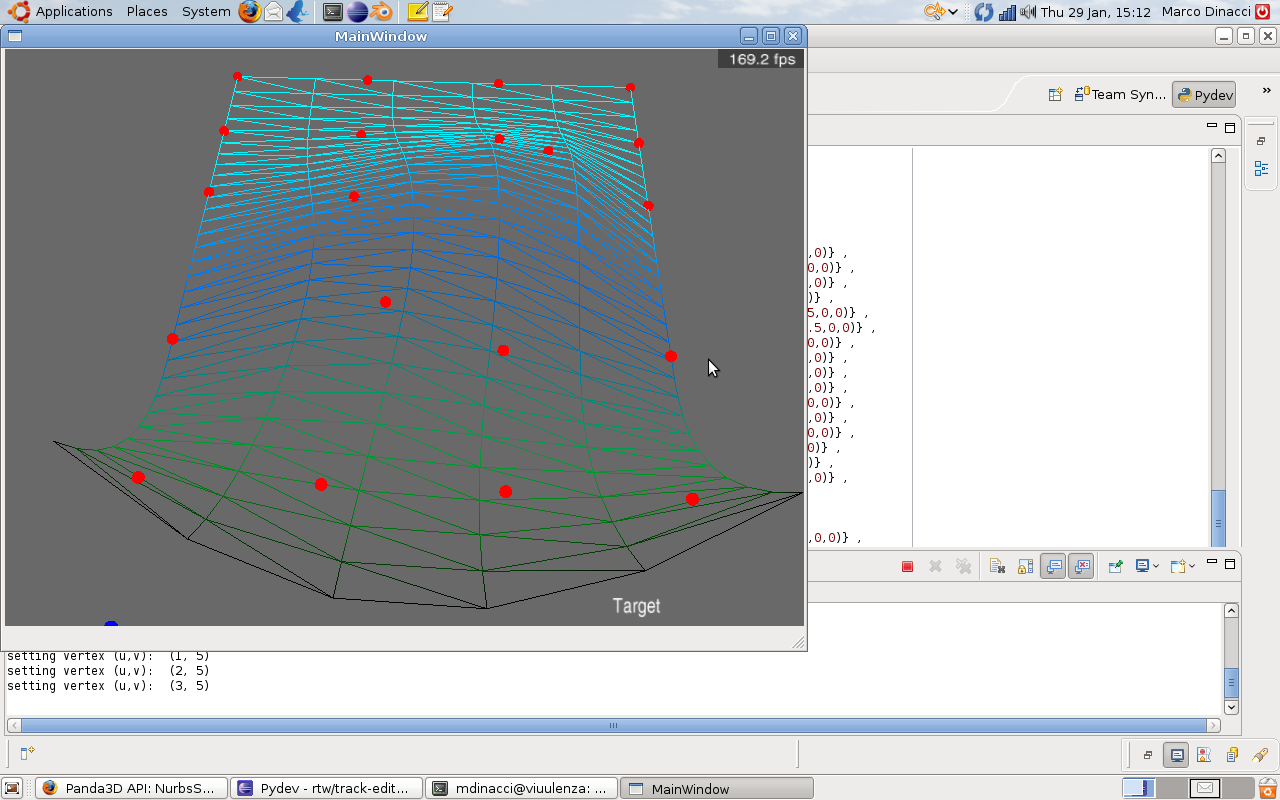 Applications Places System Thu 29 Jan, 15:12 Marco Dinacci
MainWindow
169.2 fps
Team Syn... Pydev
,0)} ,
0,0)} ,
,0)} ,
)} ,
5,0,0)} ,
.5,0,0)} ,
0,0)} ,
,0)} ,
,0)} ,
,0)} ,
0,0)} ,
,0)} ,
0,0)} ,
,0)} ,
)} ,
,0)} ,
,0,0)} ,
Target
setting vertex (u,v): (1, 5)
setting vertex (u,v): (2, 5)
setting vertex (u,v): (3, 5)
Panda3D API: NurbsS... Pydev - rtw/track-edit... mdinacci@viuulenza: ... MainWindow